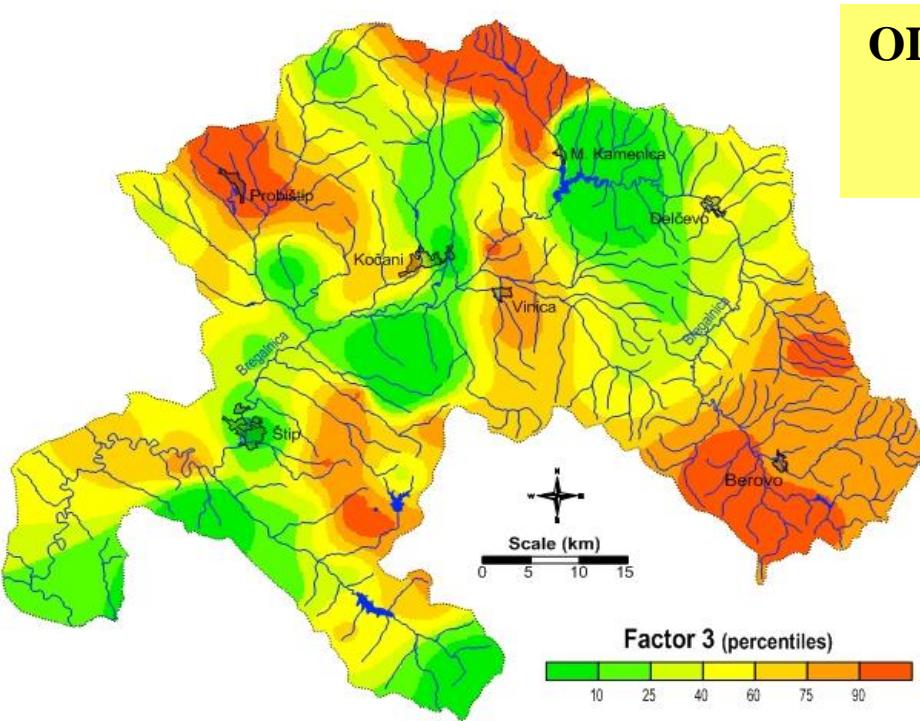 M. Kamenica
Probištip
Delčevo
Kočani
Vinica
Bregalnica
Bregalnica
Štip
Berovo
N
W
E
S
Scale (km)
0 5 10 15
Factor 3 (percentiles)
10 25 40 60 75 90